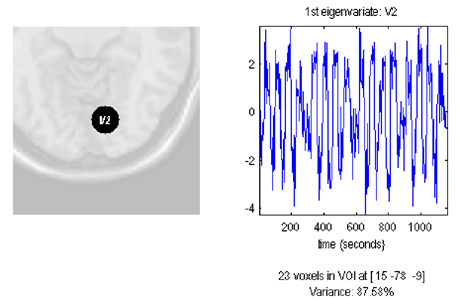 V2
1st eigenvariate: V2
2
0
-2
-4
200 400 600 800 1000
time (seconds}
23 voxels in VOI at [15 -78 -9]
Variance: 87.58%